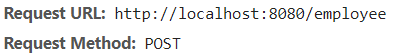 Request URL: http://localhost:8080/employee
Request Method: POST